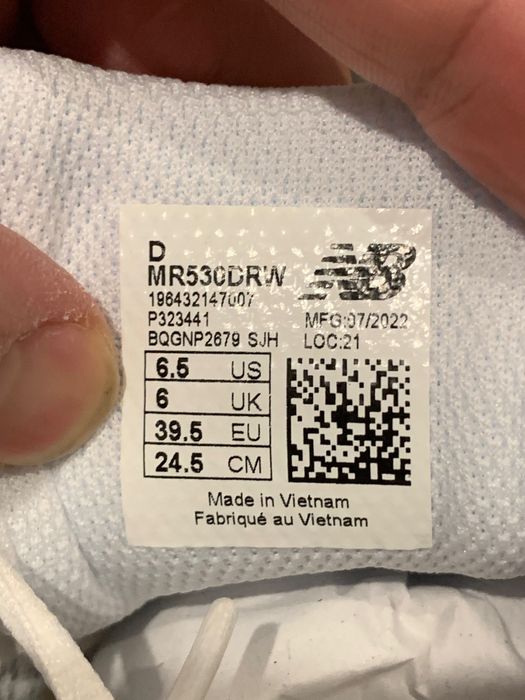 D
MR530DRW
196432147007
P323441 MFG:07/2022
BQGNP2679 SJH LOC:21
6.5 US
6 UK
39.5 EU
24.5 CM
Made in Vietnam
Fabriqué au Vietnam